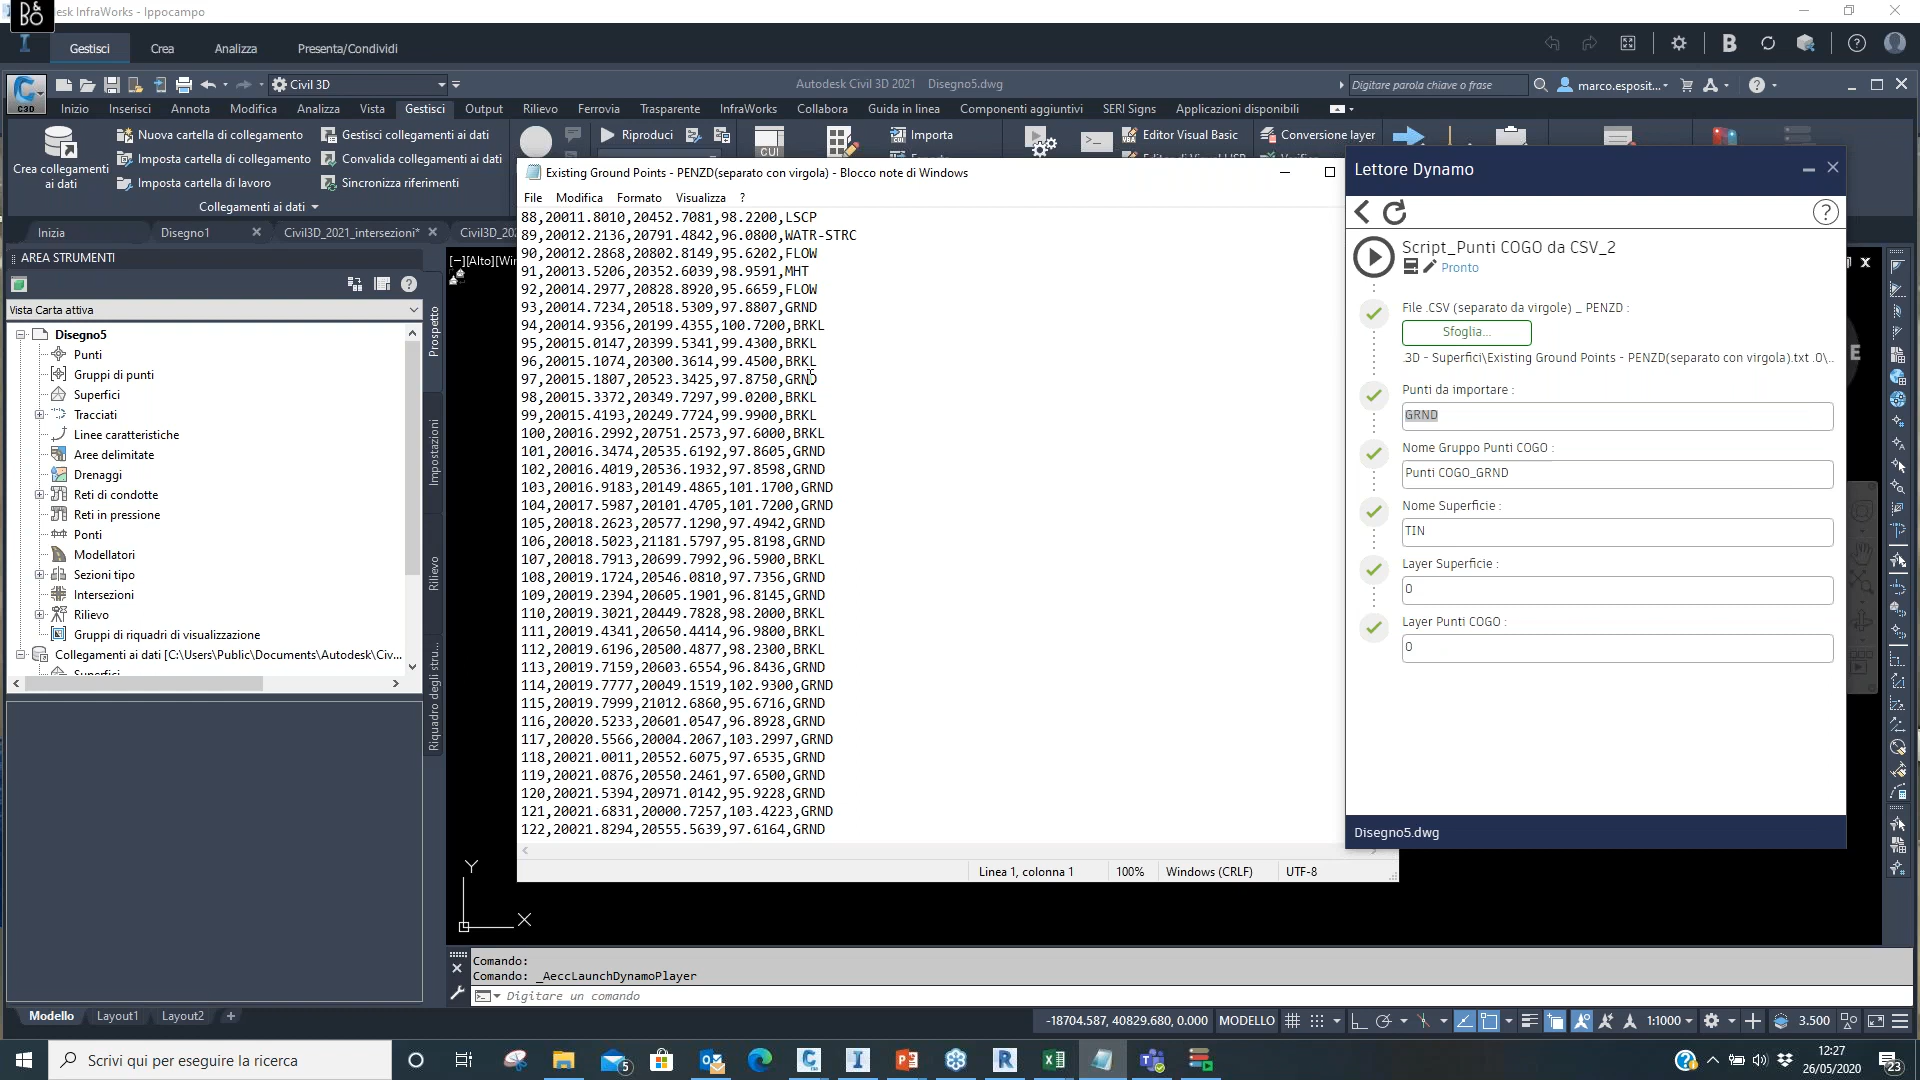 B&BO
desk InfraWorks - Ippocampo
Gestisci Crea Analizza Presenta/Condividi
Civil 3D
Autodesk Civil 3D 2021 Disegno5.dwg
Digitare parola chiave o frase
marco.esposit...
Inizio Inserisci Annota Modifica Analizza Vista Gestisci Output Rilievo Ferrovia Trasparente InfraWorks Collabora Guida in linea Componenti aggiuntivi SERI Signs Applicazioni disponibili
Crea collegamenti ai dati
Nuova cartella di collegamento
Imposta cartella di collegamento
Imposta cartella di lavoro
Gestisci collegamenti ai dati
Convalida collegamenti ai dati
Sincronizza riferimenti
Collegamenti ai dati
Riproduci
CUI
Importa
Editor Visual Basic
Conversione layer
Inizia Disegno1 Civil3D_2021_intersezioni*
AREA STRUMENTI
Vista Carta attiva
Disegno5
Punti
Gruppi di punti
Superfici
Tracciati
Linee caratteristiche
Aree delimitate
Drenaggi
Reti di condotte
Reti in pressione
Ponti
Modellatori
Sezioni tipo
Intersezioni
Rilievo
Gruppi di riquadri di visualizzazione
Collegamenti ai dati [C:\Users\Public\Documents\Autodesk\Civ...
Superfici
Prospetto
Impostazioni
Rilievo
Riquadro degli stru...
Existing Ground Points - PENZD(separato con virgola) - Blocco note di Windows
File Modifica Formato Visualizza ?
88,20011.8010,20452.7081,98.2200,LSCP
89,20012.2136,20791.4842,96.0800,WATR-STRC
90,20012.2868,20802.8149,95.6202,FLOW
91,20013.5206,20352.6039,98.9591,MHT
92,20014.2977,20828.8920,95.6659,FLOW
93,20014.7234,20518.5309,97.8807,GRND
94,20014.9356,20199.4355,100.7200,BRKL
95,20015.0147,20399.5341,99.4300,BRKL
96,20015.1074,20300.3614,99.4500,BRKL
97,20015.1807,20523.3425,97.8750,GRND
98,20015.3372,20349.7297,99.0200,BRKL
99,20015.4193,20249.7724,99.9900,BRKL
100,20016.2992,20751.2573,97.6000,BRKL
101,20016.3474,20535.6192,97.8605,GRND
102,20016.4019,20536.1932,97.8598,GRND
103,20016.9183,20149.4865,101.1700,GRND
104,20017.5987,20101.4705,101.7200,GRND
105,20018.2623,20577.1290,97.4942,GRND
106,20018.5023,21181.5797,95.8198,GRND
107,20018.7913,20699.7992,96.5900,BRKL
108,20019.1724,20546.0810,97.7356,GRND
109,20019.2394,20605.1901,96.8145,GRND
110,20019.3021,20449.7828,98.2000,BRKL
111,20019.4341,20650.4414,96.9800,BRKL
112,20019.6196,20500.4877,98.2300,BRKL
113,20019.7159,20603.6554,96.8436,GRND
114,20019.7777,20049.1519,102.9300,GRND
115,20019.7999,21012.6860,95.6716,GRND
116,20020.5233,20601.0547,96.8928,GRND
117,20020.5566,20004.2067,103.2997,GRND
118,20021.0011,20552.6075,97.6535,GRND
119,20021.0876,20550.2461,97.6500,GRND
120,20021.5394,20971.0142,95.9228,GRND
121,20021.6831,20000.7257,103.4223,GRND
122,20021.8294,20555.5639,97.6164,GRND
Linea 1, colonna 1 100% Windows (CRLF) UTF-8
Lettore Dynamo
Script_Punti COGO da CSV_2
Pronto
File .CSV (separato da virgole) _ PENZD :
Sfoglia...
.3D - Superfici\Existing Ground Points - PENZD(separato con virgola).txt .0\..
Punti da importare :
GRND
Nome Gruppo Punti COGO :
Punti COGO_GRND
Nome Superficie :
TIN
Layer Superficie :
0
Layer Punti COGO :
0
Disegno5.dwg
E
Y
X
Comando:
Comando: _AeccLaunchDynamoPlayer
Digitare un comando
Modello Layout1 Layout2 +
-18704.587, 40829.680, 0.000 MODELLO 1:1000 3.500
Scrivi qui per eseguire la ricerca
5
12:27
26/05/2020
23